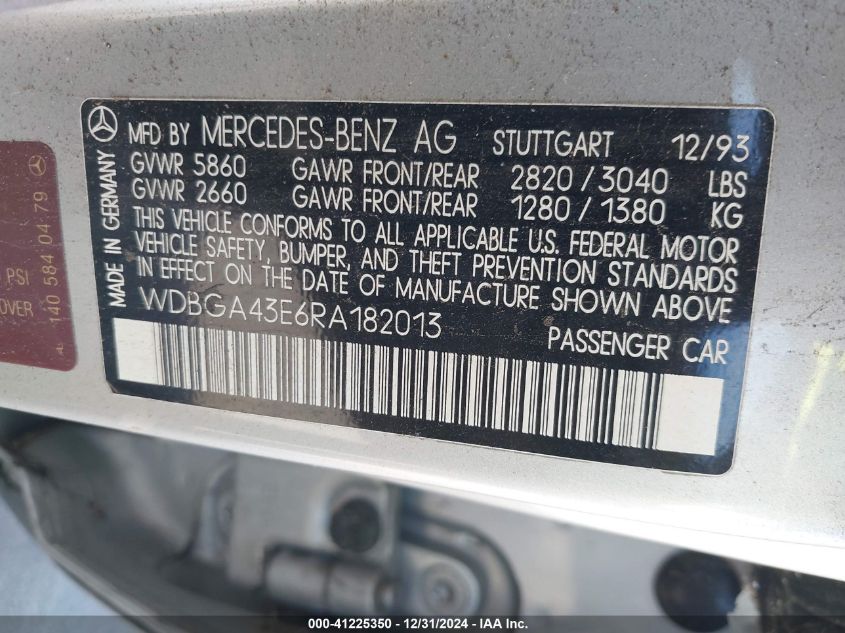 MFD BY MERCEDES-BENZ AG STUTTGART 12/93
GVWR 5860 GAWR FRONT/REAR 2820/3040 LBS
GVWR 2660 GAWR FRONT/REAR 1280/1380 KG
THIS VEHICLE CONFORMS TO ALL APPLICABLE U.S. FEDERAL MOTOR
VEHICLE SAFETY, BUMPER, AND THEFT PREVENTION STANDARDS
IN EFFECT ON THE DATE OF MANUFACTURE SHOWN ABOVE
WDBGA43E6RA182013 PASSENGER CAR
MADE IN GERMANY
PSI
OVER
140 584 04 79
000-41225350 - 12/31/2024 - IAA Inc.